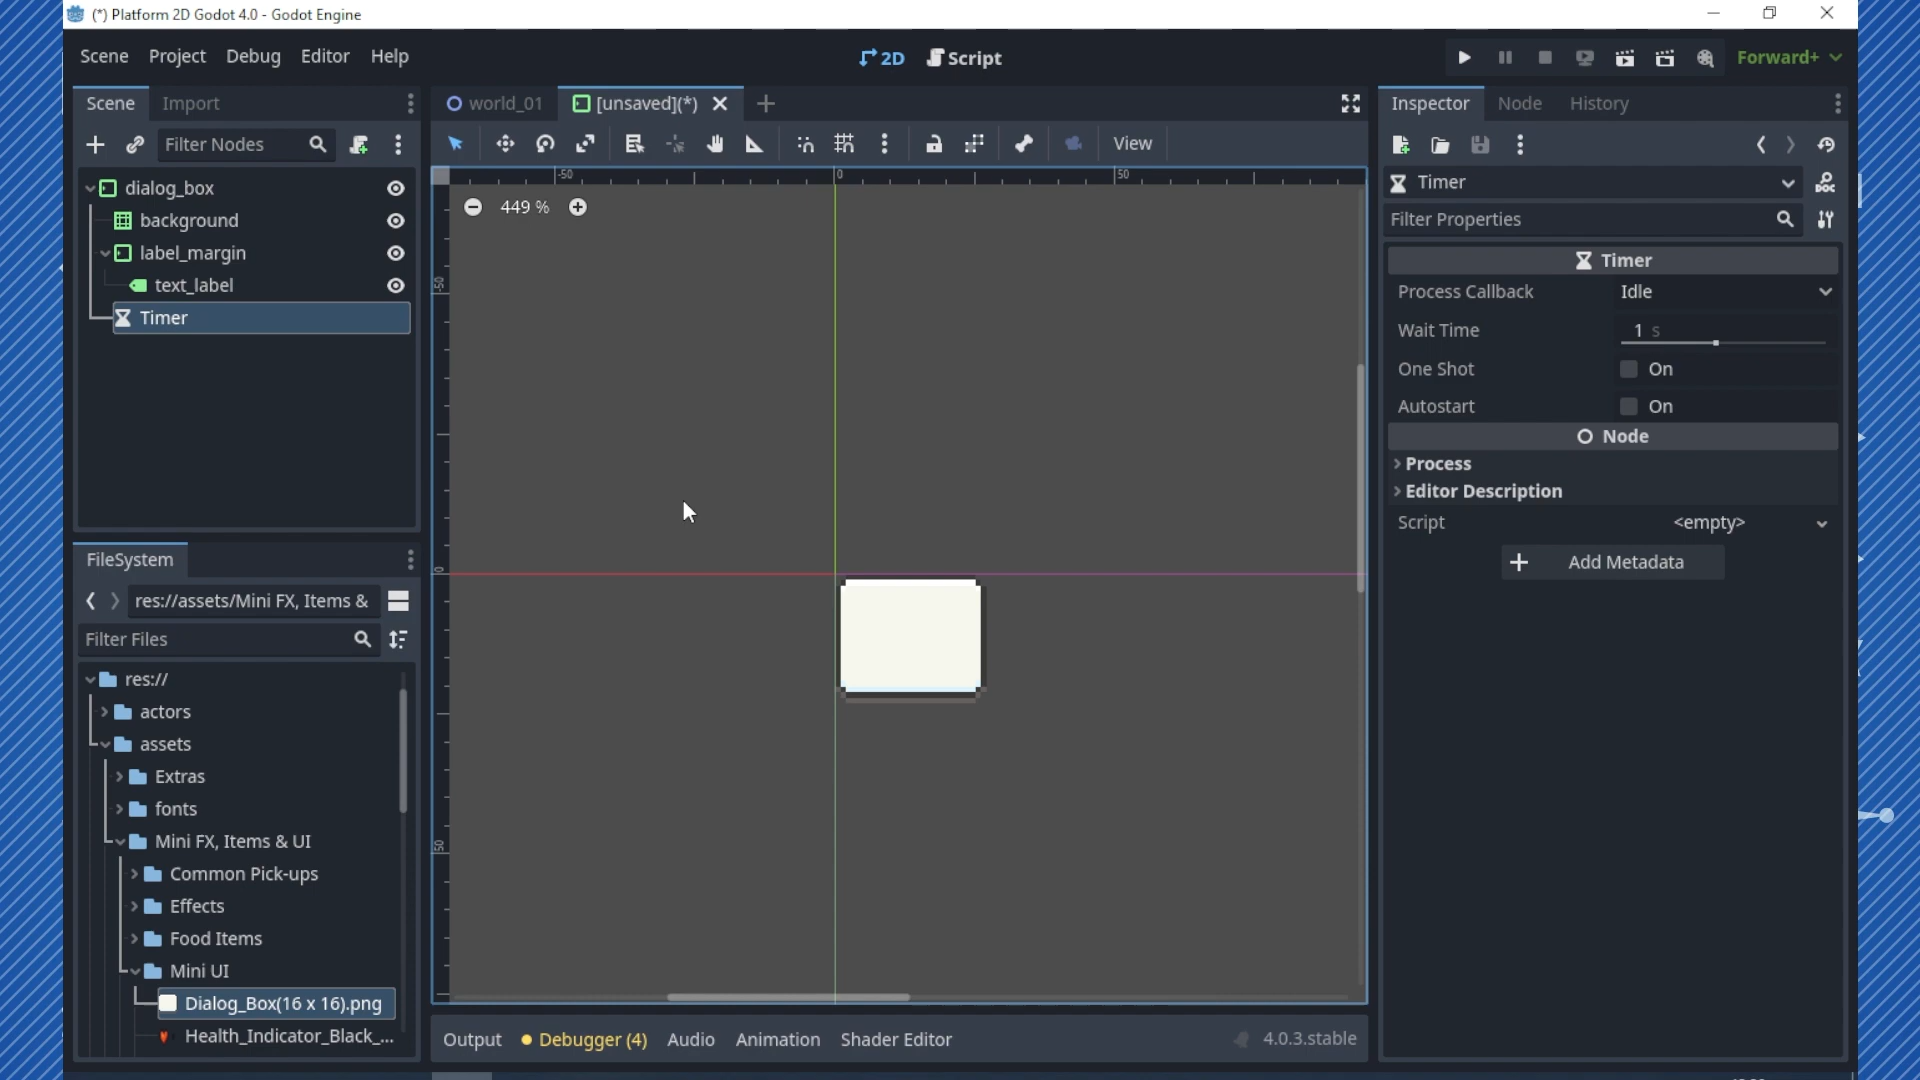 (*) Platform 2D Godot 4.0 - Godot Engine
Scene Project Debug Editor Help
2D Script
Forward+
Scene Import
Filter Nodes
dialog_box
background
label_margin
text_label
Timer
FileSystem
res://assets/Mini FX, Items &
Filter Files
res://
actors
assets
Extras
fonts
Mini FX, Items & UI
Common Pick-ups
Effects
Food Items
Mini UI
Dialog_Box(16 x 16).png
Health_Indicator_Black_...
world_01 [unsaved](*)
View
-50 0 50
449 %
-50
0
50
Output Debugger (4) Audio Animation Shader Editor 4.0.3.stable
Inspector Node History
Timer
DOC
Filter Properties
Timer
Process Callback Idle
Wait Time 1 s
One Shot On
Autostart On
Node
Process
Editor Description
Script <empty>
Add Metadata